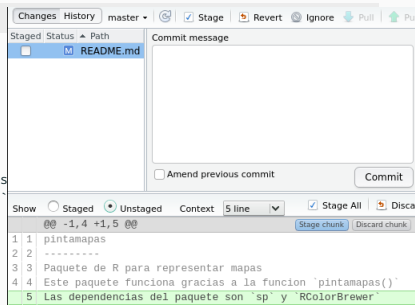 Changes History master Stage Revert Ignore Pull
Staged Status Path Commit message
M README.md
Amend previous commit Commit
Show Staged Unstaged Context 5 line Stage All
@@ -1,4 +1,5 @@ Stage chunk Discard chunk
1 1 pintamapas
2 2 ---------
3 3 Paquete de R para representar mapas
4 4 Este paquete funciona gracias a la funcion `pintamapas()`
5 Las dependencias del paquete son `sp` y `RColorBrewer`